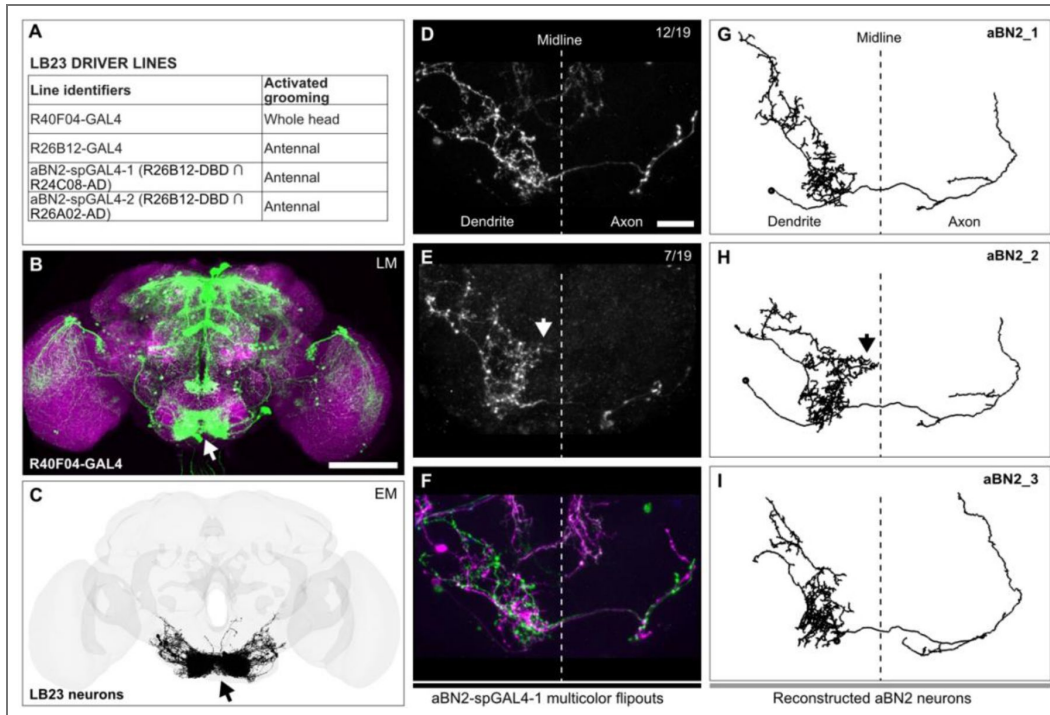 A
LB23 DRIVER LINES
Line identifiers Activated grooming
R40F04-GAL4 Whole head
R26B12-GAL4 Antennal
aBN2-spGAL4-1 (R26B12-DBD ∩ R24C08-AD) Antennal
aBN2-spGAL4-2 (R26B12-DBD ∩ R26A02-AD) Antennal
B LM
R40F04-GAL4
C EM
LB23 neurons
D 12/19
Midline
Dendrite Axon
E 7/19
F
aBN2-spGAL4-1 multicolor flipouts
G aBN2_1
Midline
Dendrite Axon
H aBN2_2
I aBN2_3
Reconstructed aBN2 neurons